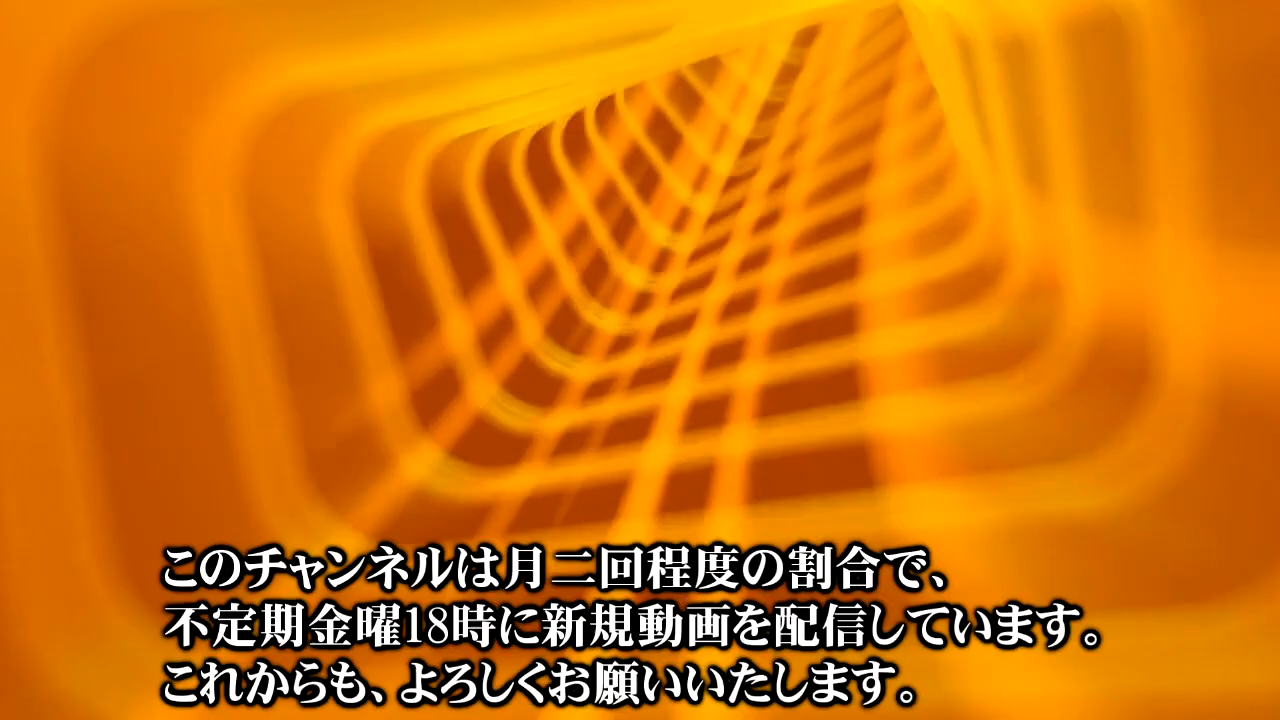 このチャンネルは月二回程度の割合で、
不定期金曜18時に新規動画を配信しています。
これからも、よろしくお願いいたします。